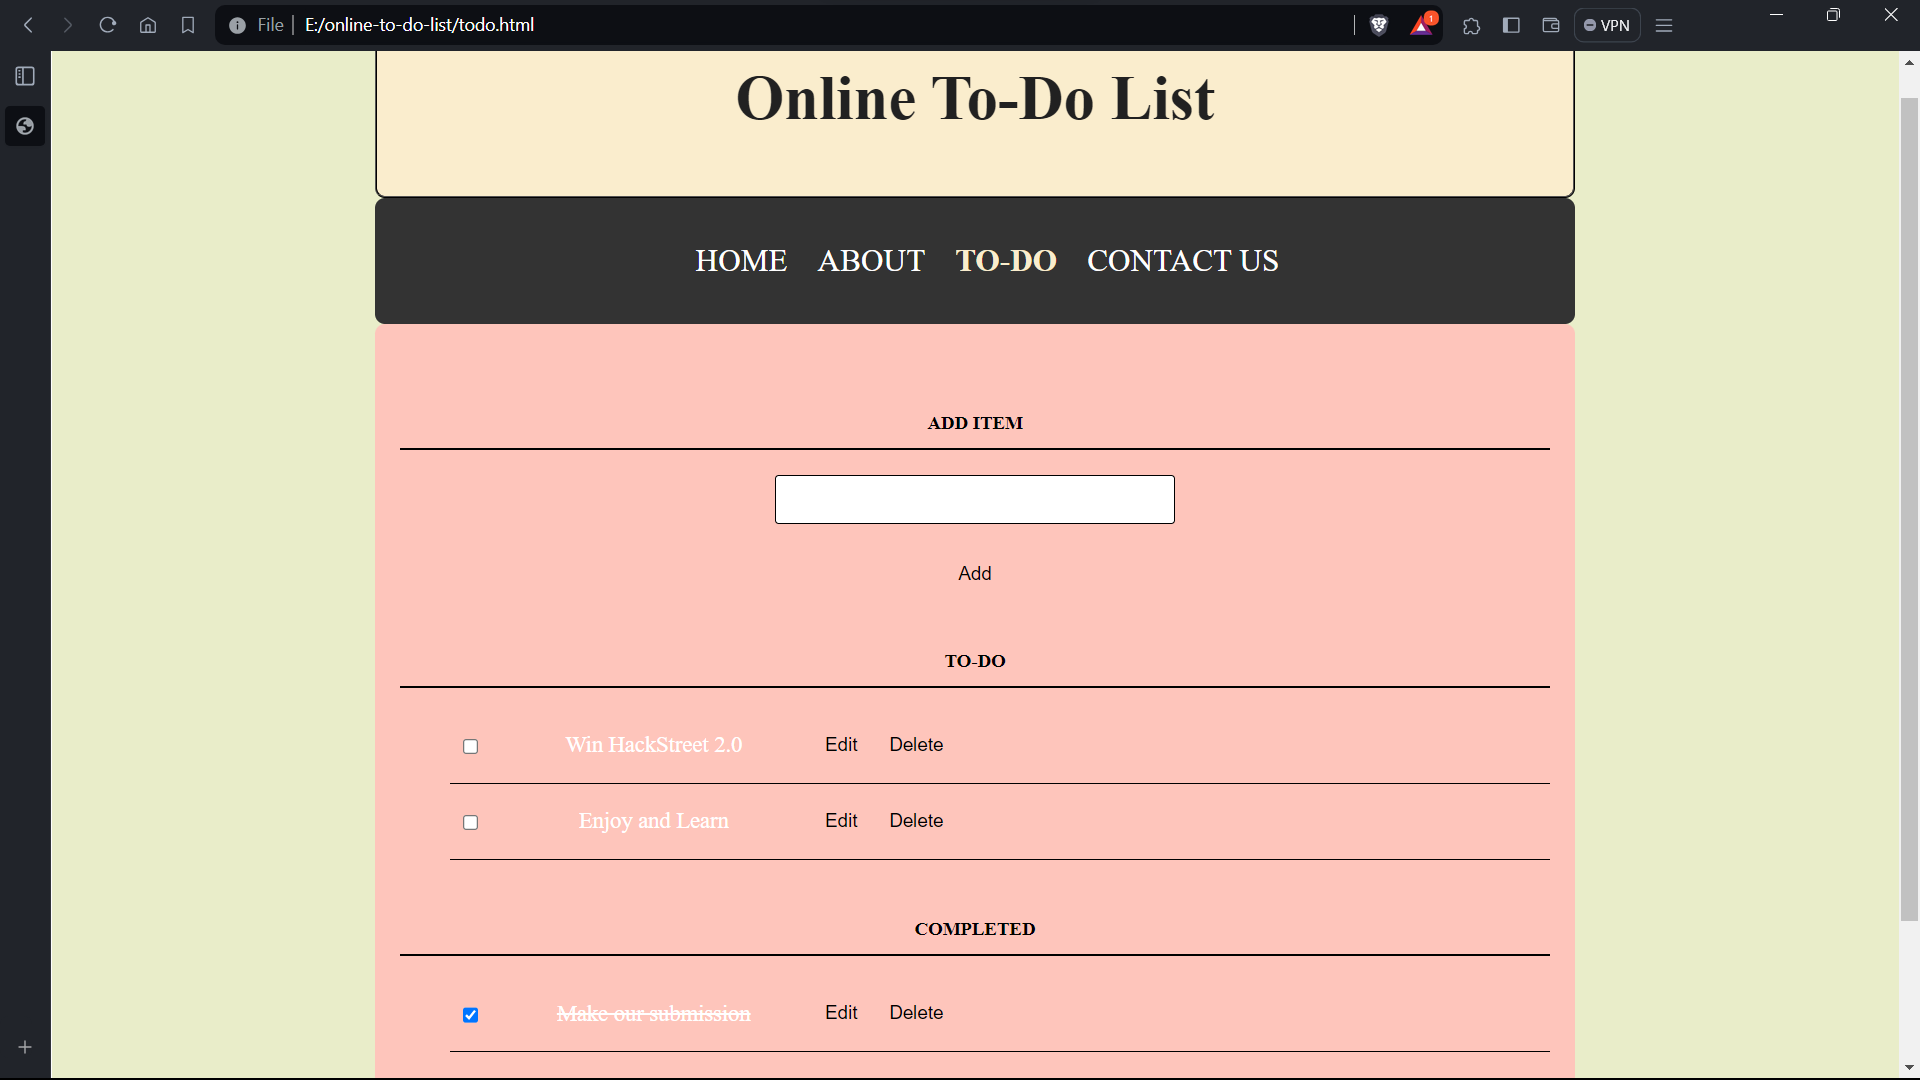 File E:/online-to-do-list/todo.html
1
VPN
Online To-Do List
HOME ABOUT TO-DO CONTACT US
ADD ITEM
Add
TO-DO
Win HackStreet 2.0 Edit Delete
Enjoy and Learn Edit Delete
COMPLETED
Make our submission Edit Delete